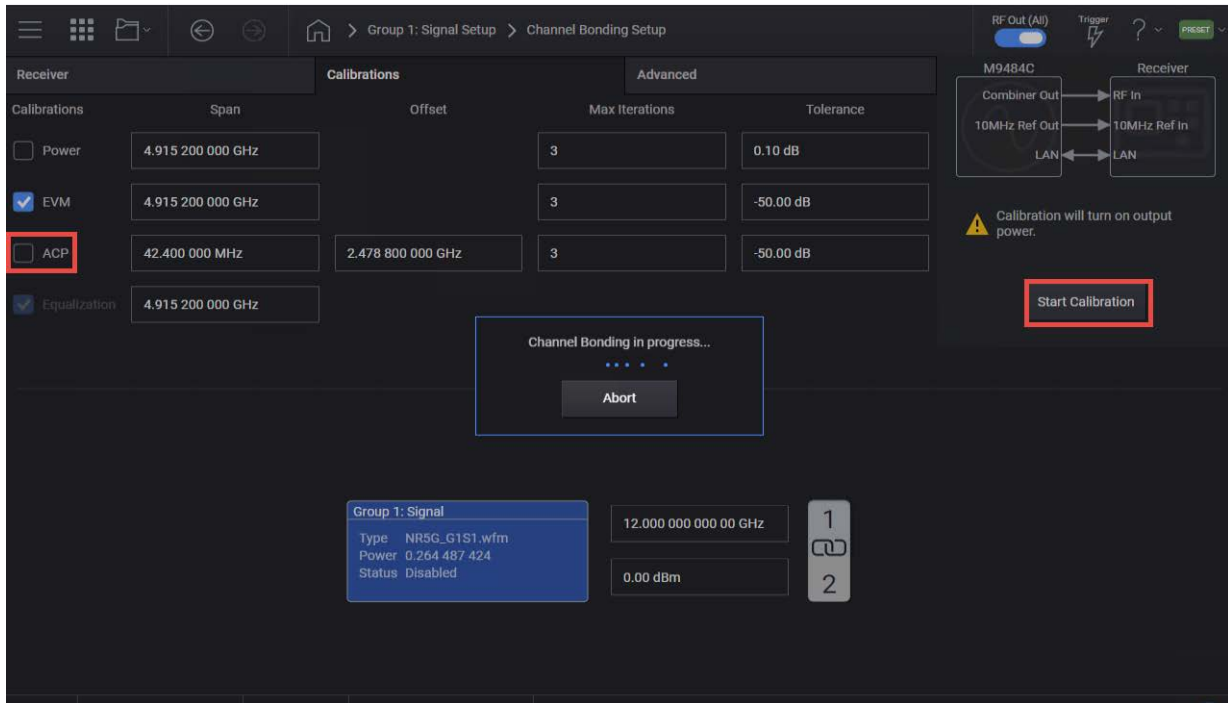 Group 1: Signal Setup > Channel Bonding Setup
RF Out (All)
Trigger
?
PRESET
Receiver
Calibrations
Advanced
Calibrations Span Offset Max Iterations Tolerance
Power 4.915 200 000 GHz 3 0.10 dB
EVM 4.915 200 000 GHz 3 -50.00 dB
ACP 42.400 000 MHz 2.478 800 000 GHz 3 -50.00 dB
Equalization 4.915 200 000 GHz
M9484C Receiver
Combiner Out RF In
10MHz Ref Out 10MHz Ref In
LAN LAN
Calibration will turn on output
power.
Start Calibration
Channel Bonding in progress...
Abort
Group 1: Signal
Type NR5G_G1S1.wfm
Power 0.264 487 424
Status Disabled
12.000 000 000 00 GHz
0.00 dBm
1
2